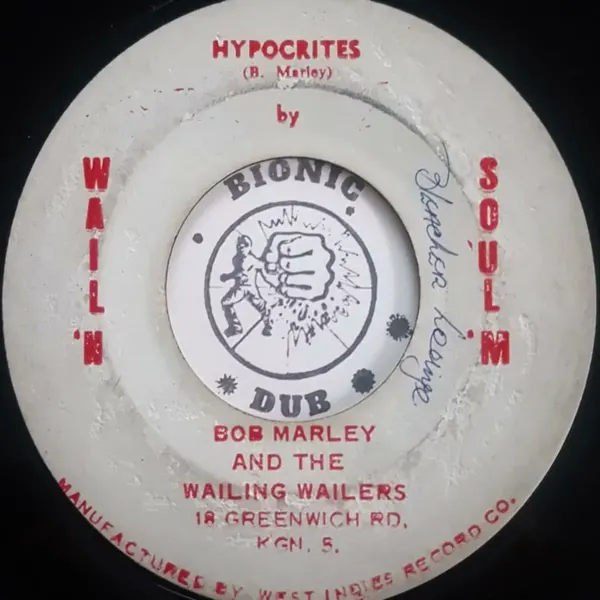 HYPOCRITES
(B. Marley)
by
WAIL'N
SOUL'M
BIONIC
DUB
BOB MARLEY
AND THE
WAILING WAILERS
18 GREENWICH RD,
KGN. 5.
MANUFACTURED BY WEST INDIES RECORD CO.